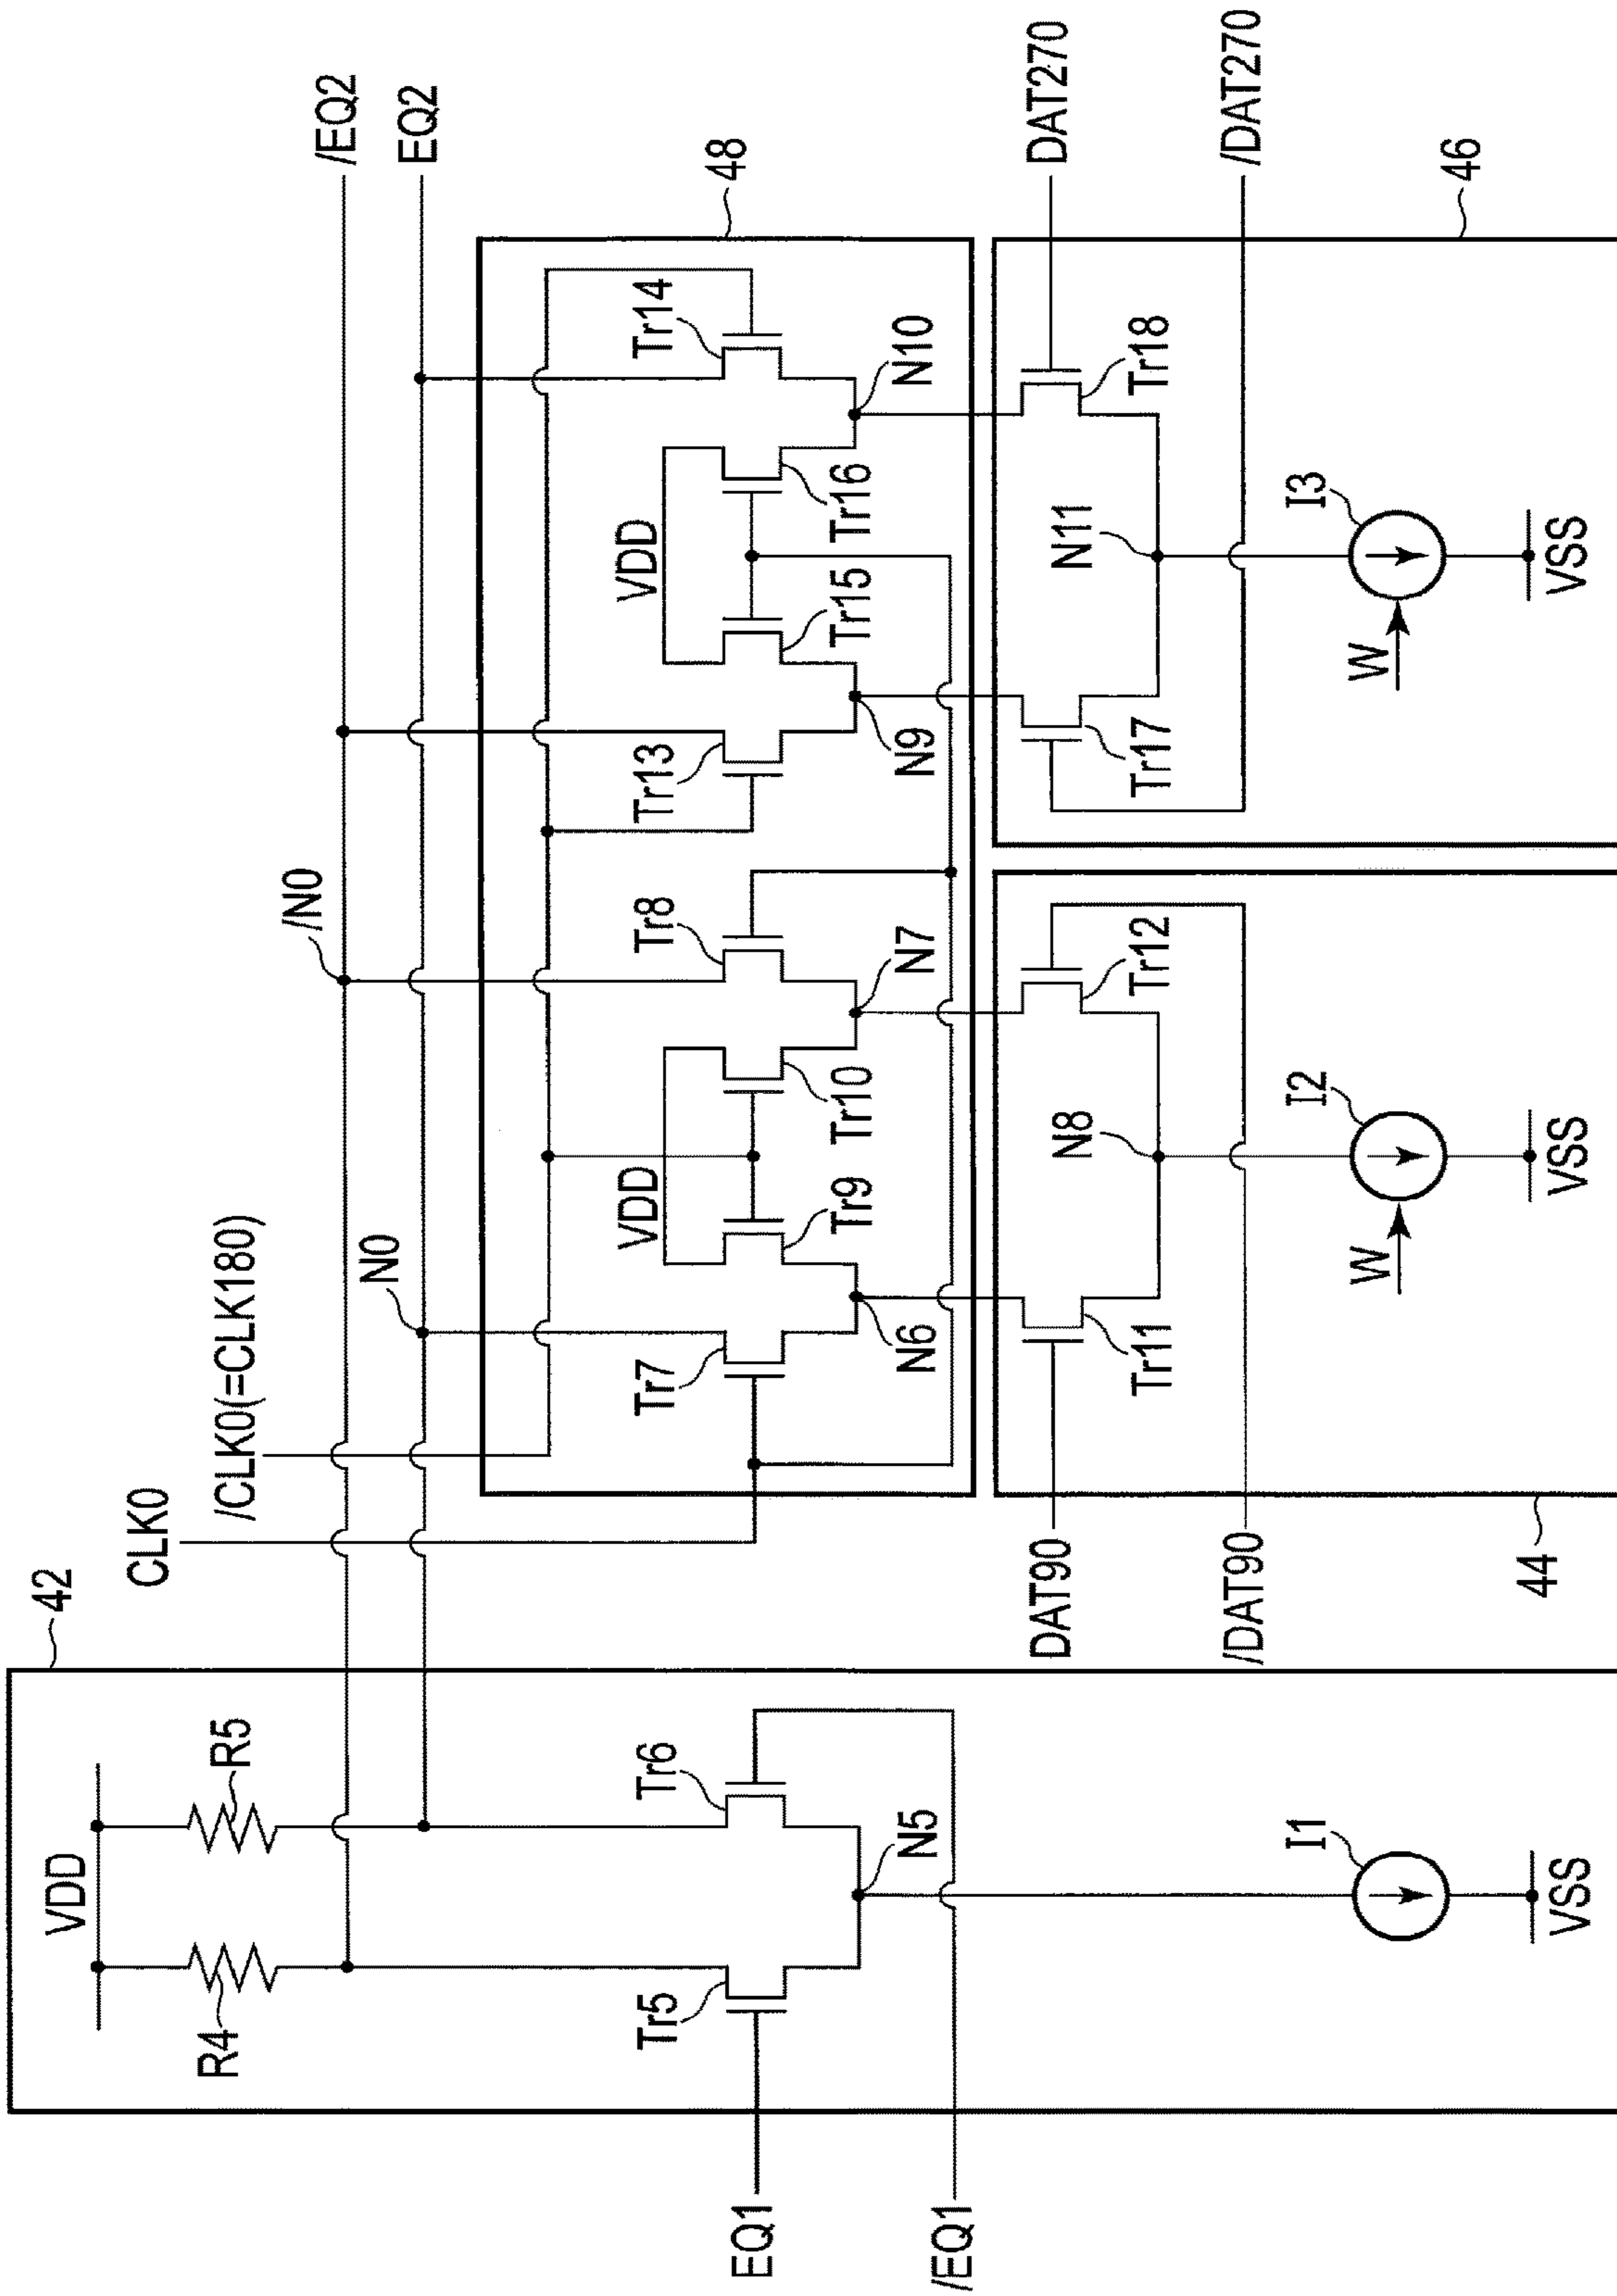 42
VDD
R4
R5
Tr5
Tr6
N5
EQ1
/EQ1
I1
VSS
CLK0
/CLK0(=CLK180)
N0
/N0
/EQ2
EQ2
48
Tr7
VDD
Tr8
Tr9
Tr10
N6
N7
Tr13
VDD
Tr14
Tr15
Tr16
N9
N10
DAT90
/DAT90
Tr11
Tr12
N8
W
I2
VSS
44
DAT270
/DAT270
Tr17
Tr18
N11
W
I3
VSS
46